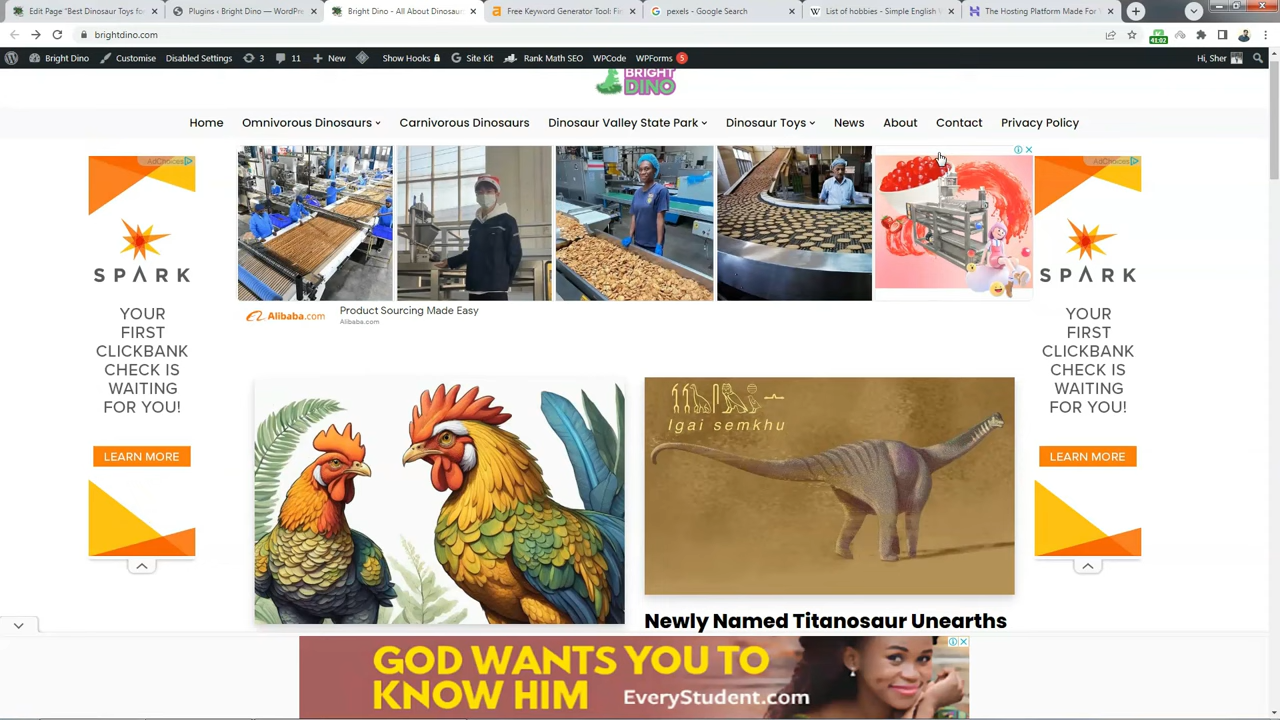 Edit Page "Best Dinosaur Toys fo
Plugins ‹ Bright Dino — WordPre
Bright Dino - All About Dinosau
Free Keyword Generator Tool: Fi
pexels - Google Search
List of hobbies - Simple English W
The Hosting Platform Made For
brightdino.com
41:02
Bright Dino
Customise
Disabled Settings
3
11
New
Show Hooks
Site Kit
Rank Math SEO
WPCode
WPForms
5
Hi, Sher
BRIGHT
DINO
Home
Omnivorous Dinosaurs
Carnivorous Dinosaurs
Dinosaur Valley State Park
Dinosaur Toys
News
About
Contact
Privacy Policy
AdChoices
SPARK
YOUR
FIRST
CLICKBANK
CHECK IS
WAITING
FOR YOU!
LEARN MORE
Alibaba.com
Product Sourcing Made Easy
Alibaba.com
AdChoices
SPARK
YOUR
FIRST
CLICKBANK
CHECK IS
WAITING
FOR YOU!
LEARN MORE
Igai semkhu
Newly Named Titanosaur Unearths
GOD WANTS YOU TO
KNOW HIM EveryStudent.com